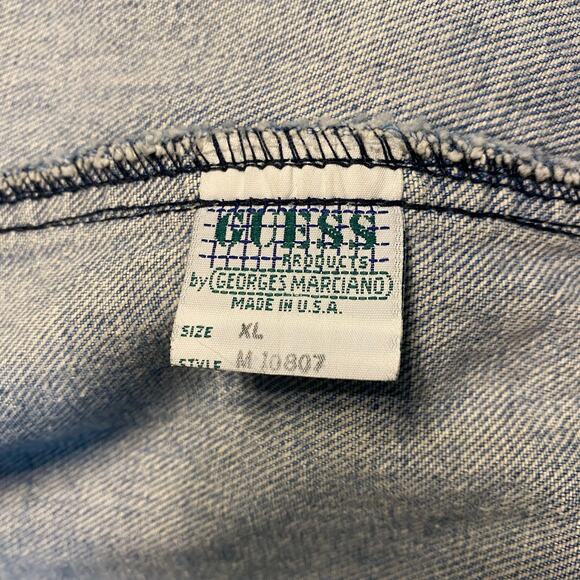 GUESS
PRODUCTS
by GEORGES MARCIANO
MADE IN U.S.A.
SIZE XL
STYLE M 10807